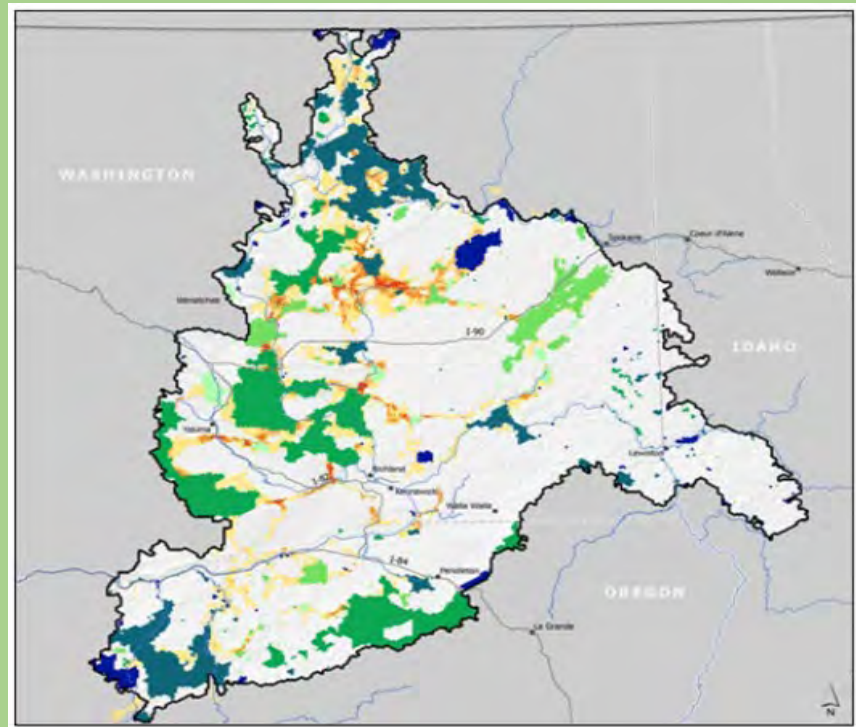 WASHINGTON
Spokane
Coeur d'Alene
Wallace
Wenatchee
I-90
IDAHO
Yakima
Lewiston
Richland
I-82
Kennewick
Walla Walla
I-84
Pendleton
OREGON
La Grande
N